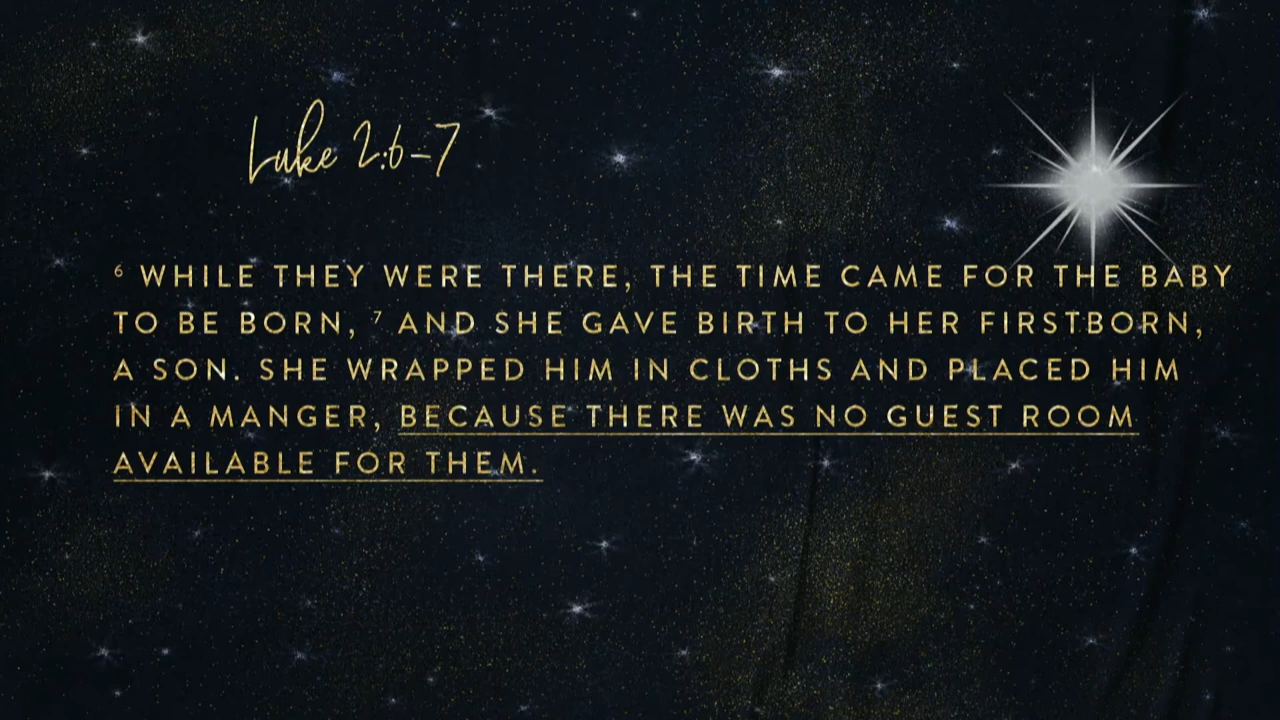 Luke 2:6-7
⁶ WHILE THEY WERE THERE, THE TIME CAME FOR THE BABY
TO BE BORN, ⁷ AND SHE GAVE BIRTH TO HER FIRSTBORN,
A SON. SHE WRAPPED HIM IN CLOTHS AND PLACED HIM
IN A MANGER, BECAUSE THERE WAS NO GUEST ROOM
AVAILABLE FOR THEM.